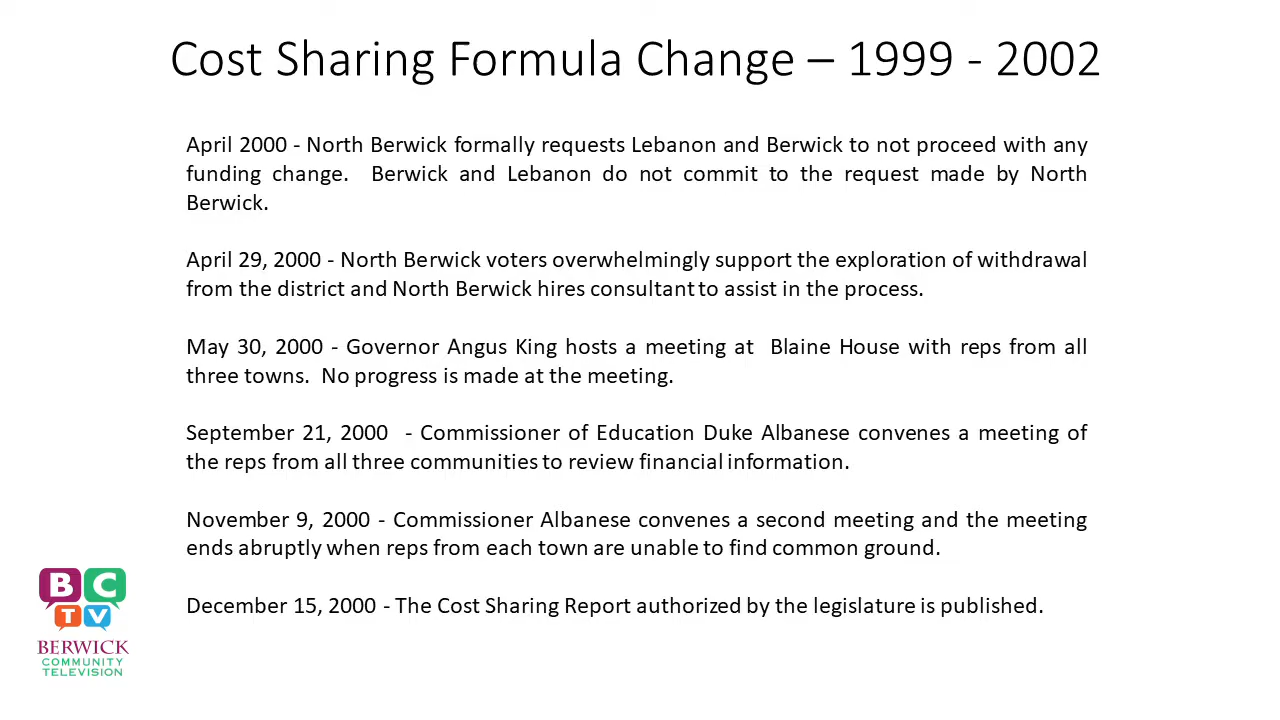 Cost Sharing Formula Change – 1999 - 2002
April 2000 - North Berwick formally requests Lebanon and Berwick to not proceed with any
funding change. Berwick and Lebanon do not commit to the request made by North
Berwick.
April 29, 2000 - North Berwick voters overwhelmingly support the exploration of withdrawal
from the district and North Berwick hires consultant to assist in the process.
May 30, 2000 - Governor Angus King hosts a meeting at Blaine House with reps from all
three towns. No progress is made at the meeting.
September 21, 2000 - Commissioner of Education Duke Albanese convenes a meeting of
the reps from all three communities to review financial information.
November 9, 2000 - Commissioner Albanese convenes a second meeting and the meeting
ends abruptly when reps from each town are unable to find common ground.
December 15, 2000 - The Cost Sharing Report authorized by the legislature is published.
BC
TV
BERWICK
COMMUNITY
TELEVISION